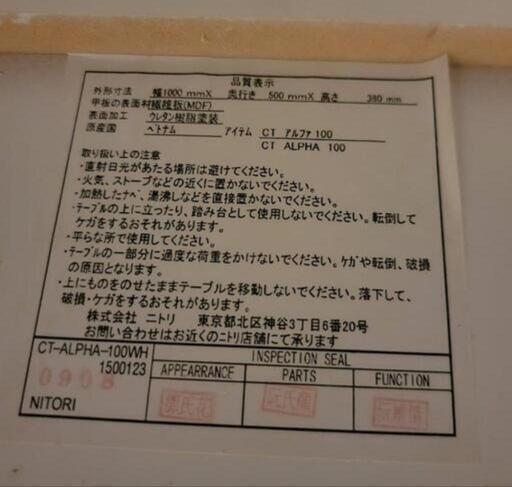 品質表示
外形寸法 幅1000 mmX 奥行き 500 mmX 高さ 380 mm
甲板の表面材 繊維板(MDF)
表面加工 ウレタン樹脂塗装
原産国 ベトナム アイテム CT アルファ 100
CT ALPHA 100
取り扱い上の注意
・直射日光があたる場所は避けてください。
・火気、ストーブなどの近くに置かないでください。
・加熱したナベ、湯沸しなどを直接置かないでください。
・テーブルの上に立ったり、踏み台として使用しないでください。転倒して
ケガをするおそれがあります。
・平らな所で使用してください。
・テーブルの一部分に過度な荷重をかけないでください。ケガや転倒、破損
の原因となります。
・上にものをのせたままテーブルを移動しないでください。落下して、
破損・ケガをするおそれがあります。
株式会社 ニトリ 東京都北区神谷3丁目6番20号
お問い合わせはお近くのニトリ店舗にて承ります
CT-ALPHA-100WH
1500123
0908
NITORI
INSPECTION SEAL
APPEARRANCE PARTS FUNCTION